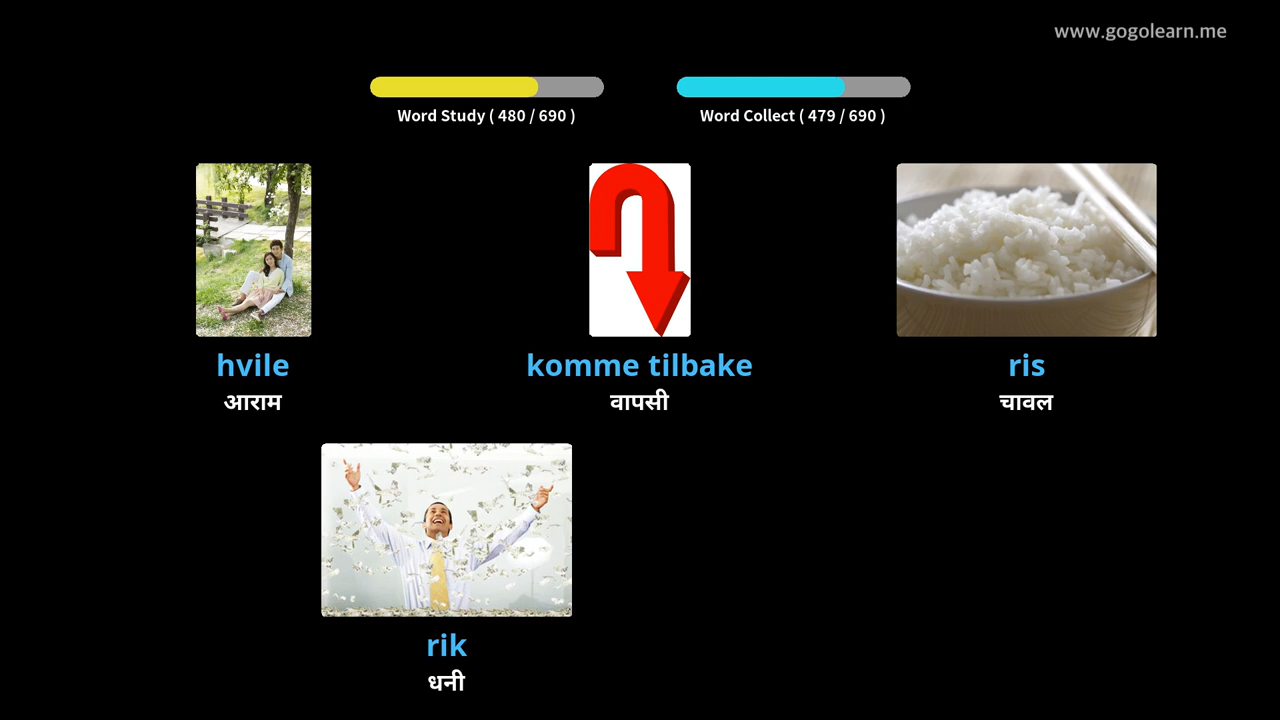 www.gogolearn.me
Word Study ( 480 / 690 )
Word Collect ( 479 / 690 )
hvile
आराम
komme tilbake
वापसी
ris
चावल
rik
धनी